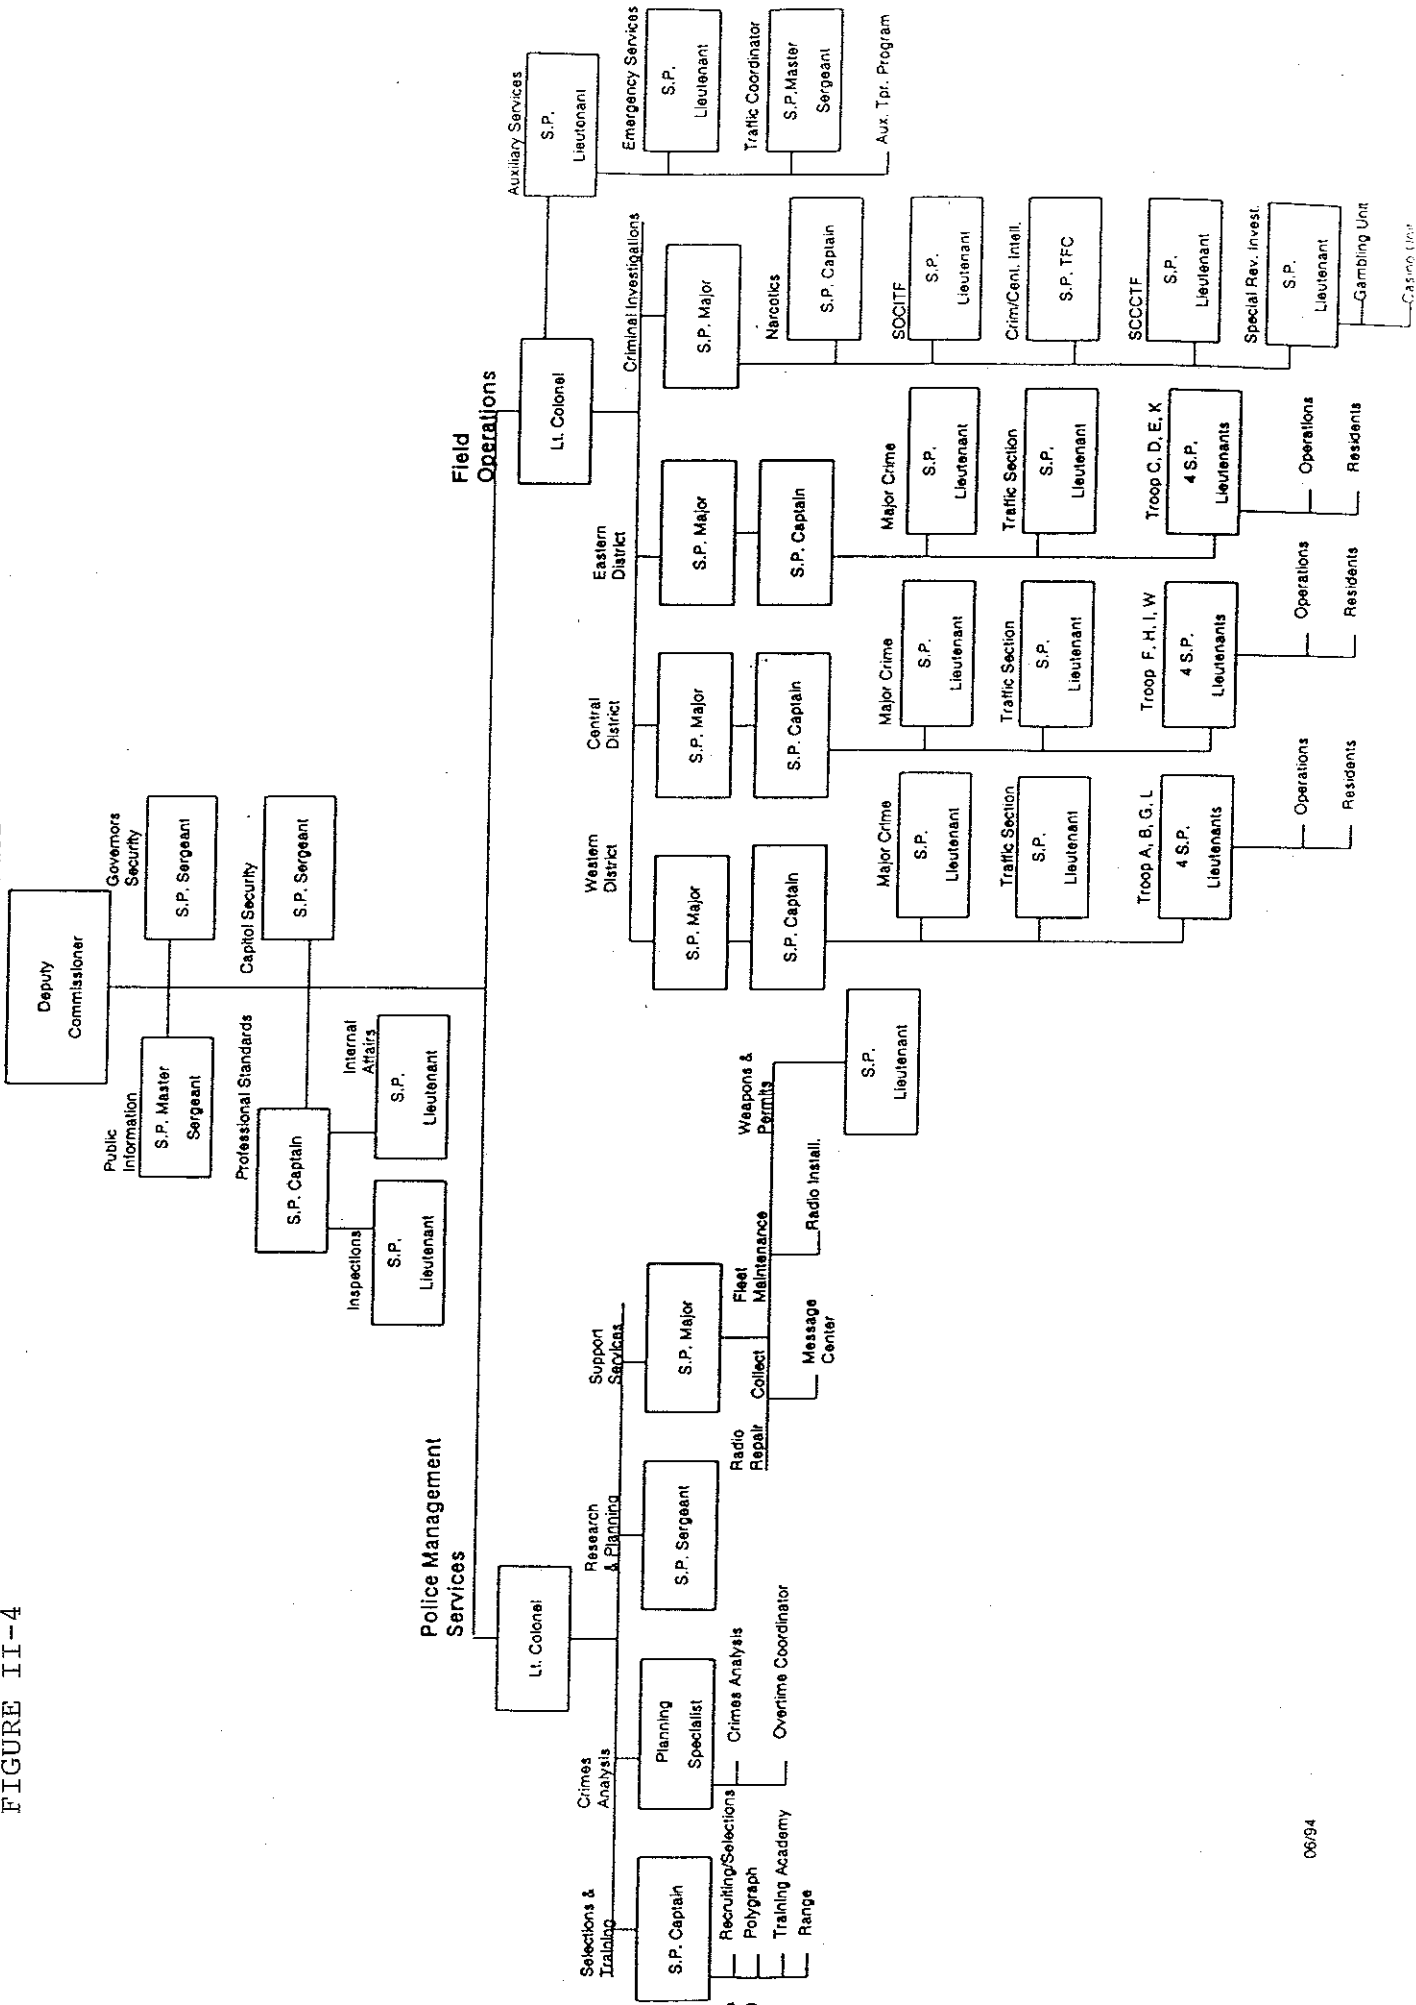 FIGURE II-4
Deputy
Commissioner
Public
Information
S.P. Master
Sergeant
Governors
Security
S.P. Sergeant
Professional Standards
S.P. Captain
Capitol Security
S.P. Sergeant
Inspections
S.P.
Lieutenant
Internal
Affairs
S.P.
Lieutenant
Police Management
Services
Lt. Colonel
Field
Operations
Lt. Colonel
Auxiliary Services
S.P.
Lieutenant
Emergency Services
S.P.
Lieutenant
Traffic Coordinator
S.P. Master
Sergeant
Aux. Tpr. Program
Selections &
Training
S.P. Captain
Recruiting/Selections
Polygraph
Training Academy
Range
Crimes
Analysis
Planning
Specialist
Crimes Analysis
Overtime Coordinator
Research
& Planning
S.P. Sergeant
Support
Services
S.P. Major
Radio
Repair
Collect
Message
Center
Fleet
Maintenance
Radio Install.
Weapons &
Permits
S.P.
Lieutenant
Western
District
S.P. Major
S.P. Captain
Major Crime
S.P.
Lieutenant
Traffic Section
S.P.
Lieutenant
Troop A, B, G, L
4 S.P.
Lieutenants
Operations
Residents
Central
District
S.P. Major
S.P. Captain
Major Crime
S.P.
Lieutenant
Traffic Section
S.P.
Lieutenant
Troop F, H, I, W
4 S.P.
Lieutenants
Operations
Residents
Eastern
District
S.P. Major
S.P. Captain
Major Crime
S.P.
Lieutenant
Traffic Section
S.P.
Lieutenant
Troop C, D, E, K
4 S.P.
Lieutenants
Operations
Residents
Criminal Investigations
S.P. Major
Narcotics
S.P. Captain
SOCITF
S.P.
Lieutenant
Crim/Cent. Intell.
S.P. TFC
SCCCTF
S.P.
Lieutenant
Special Rev. Invest.
S.P.
Lieutenant
Gambling Unit
Casino Unit
06/94